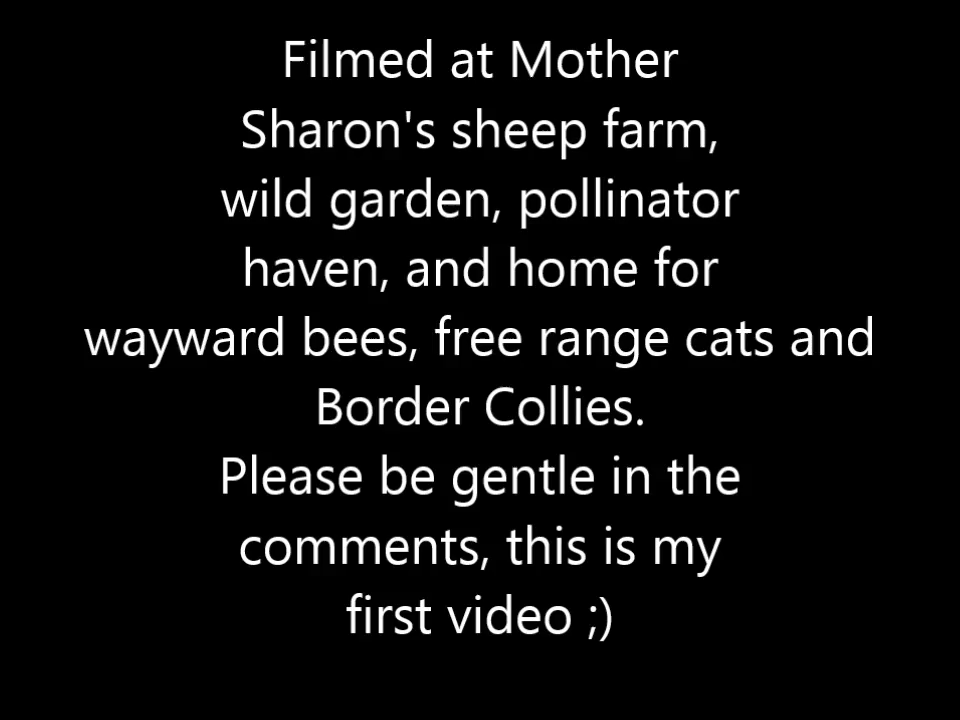 Filmed at Mother
Sharon's sheep farm,
wild garden, pollinator
haven, and home for
wayward bees, free range cats and
Border Collies.
Please be gentle in the
comments, this is my
first video ;)